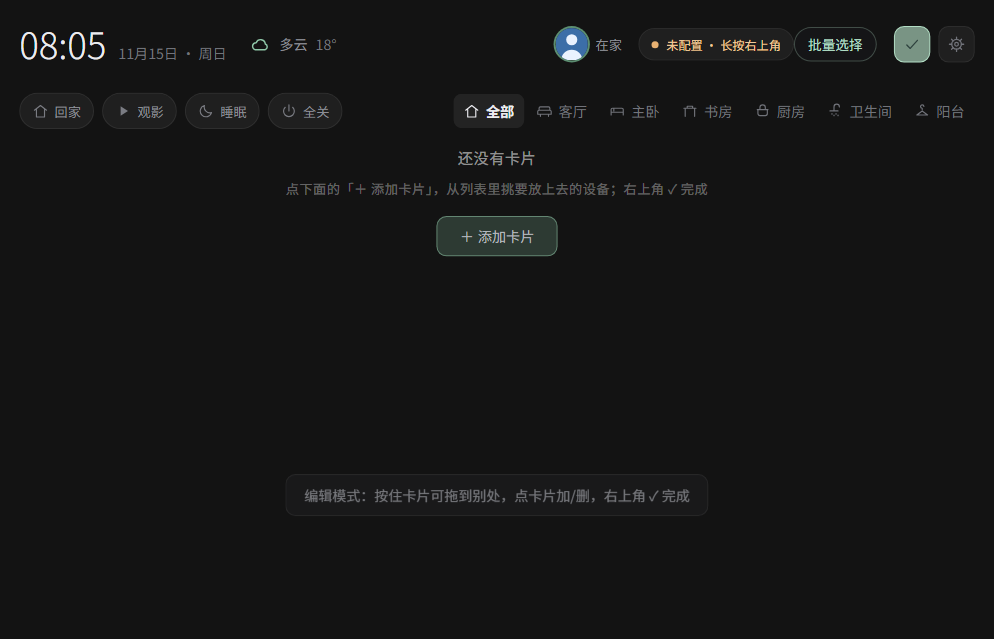 08:05 11月15日 · 周日 多云 18° 在家 未配置 · 长按右上角 批量选择 ✓
回家 观影 睡眠 全关 全部 客厅 主卧 书房 厨房 卫生间 阳台
还没有卡片
点下面的「＋ 添加卡片」，从列表里挑要放上去的设备；右上角 ✓ 完成
＋ 添加卡片
编辑模式：按住卡片可拖到别处，点卡片加/删，右上角 ✓ 完成